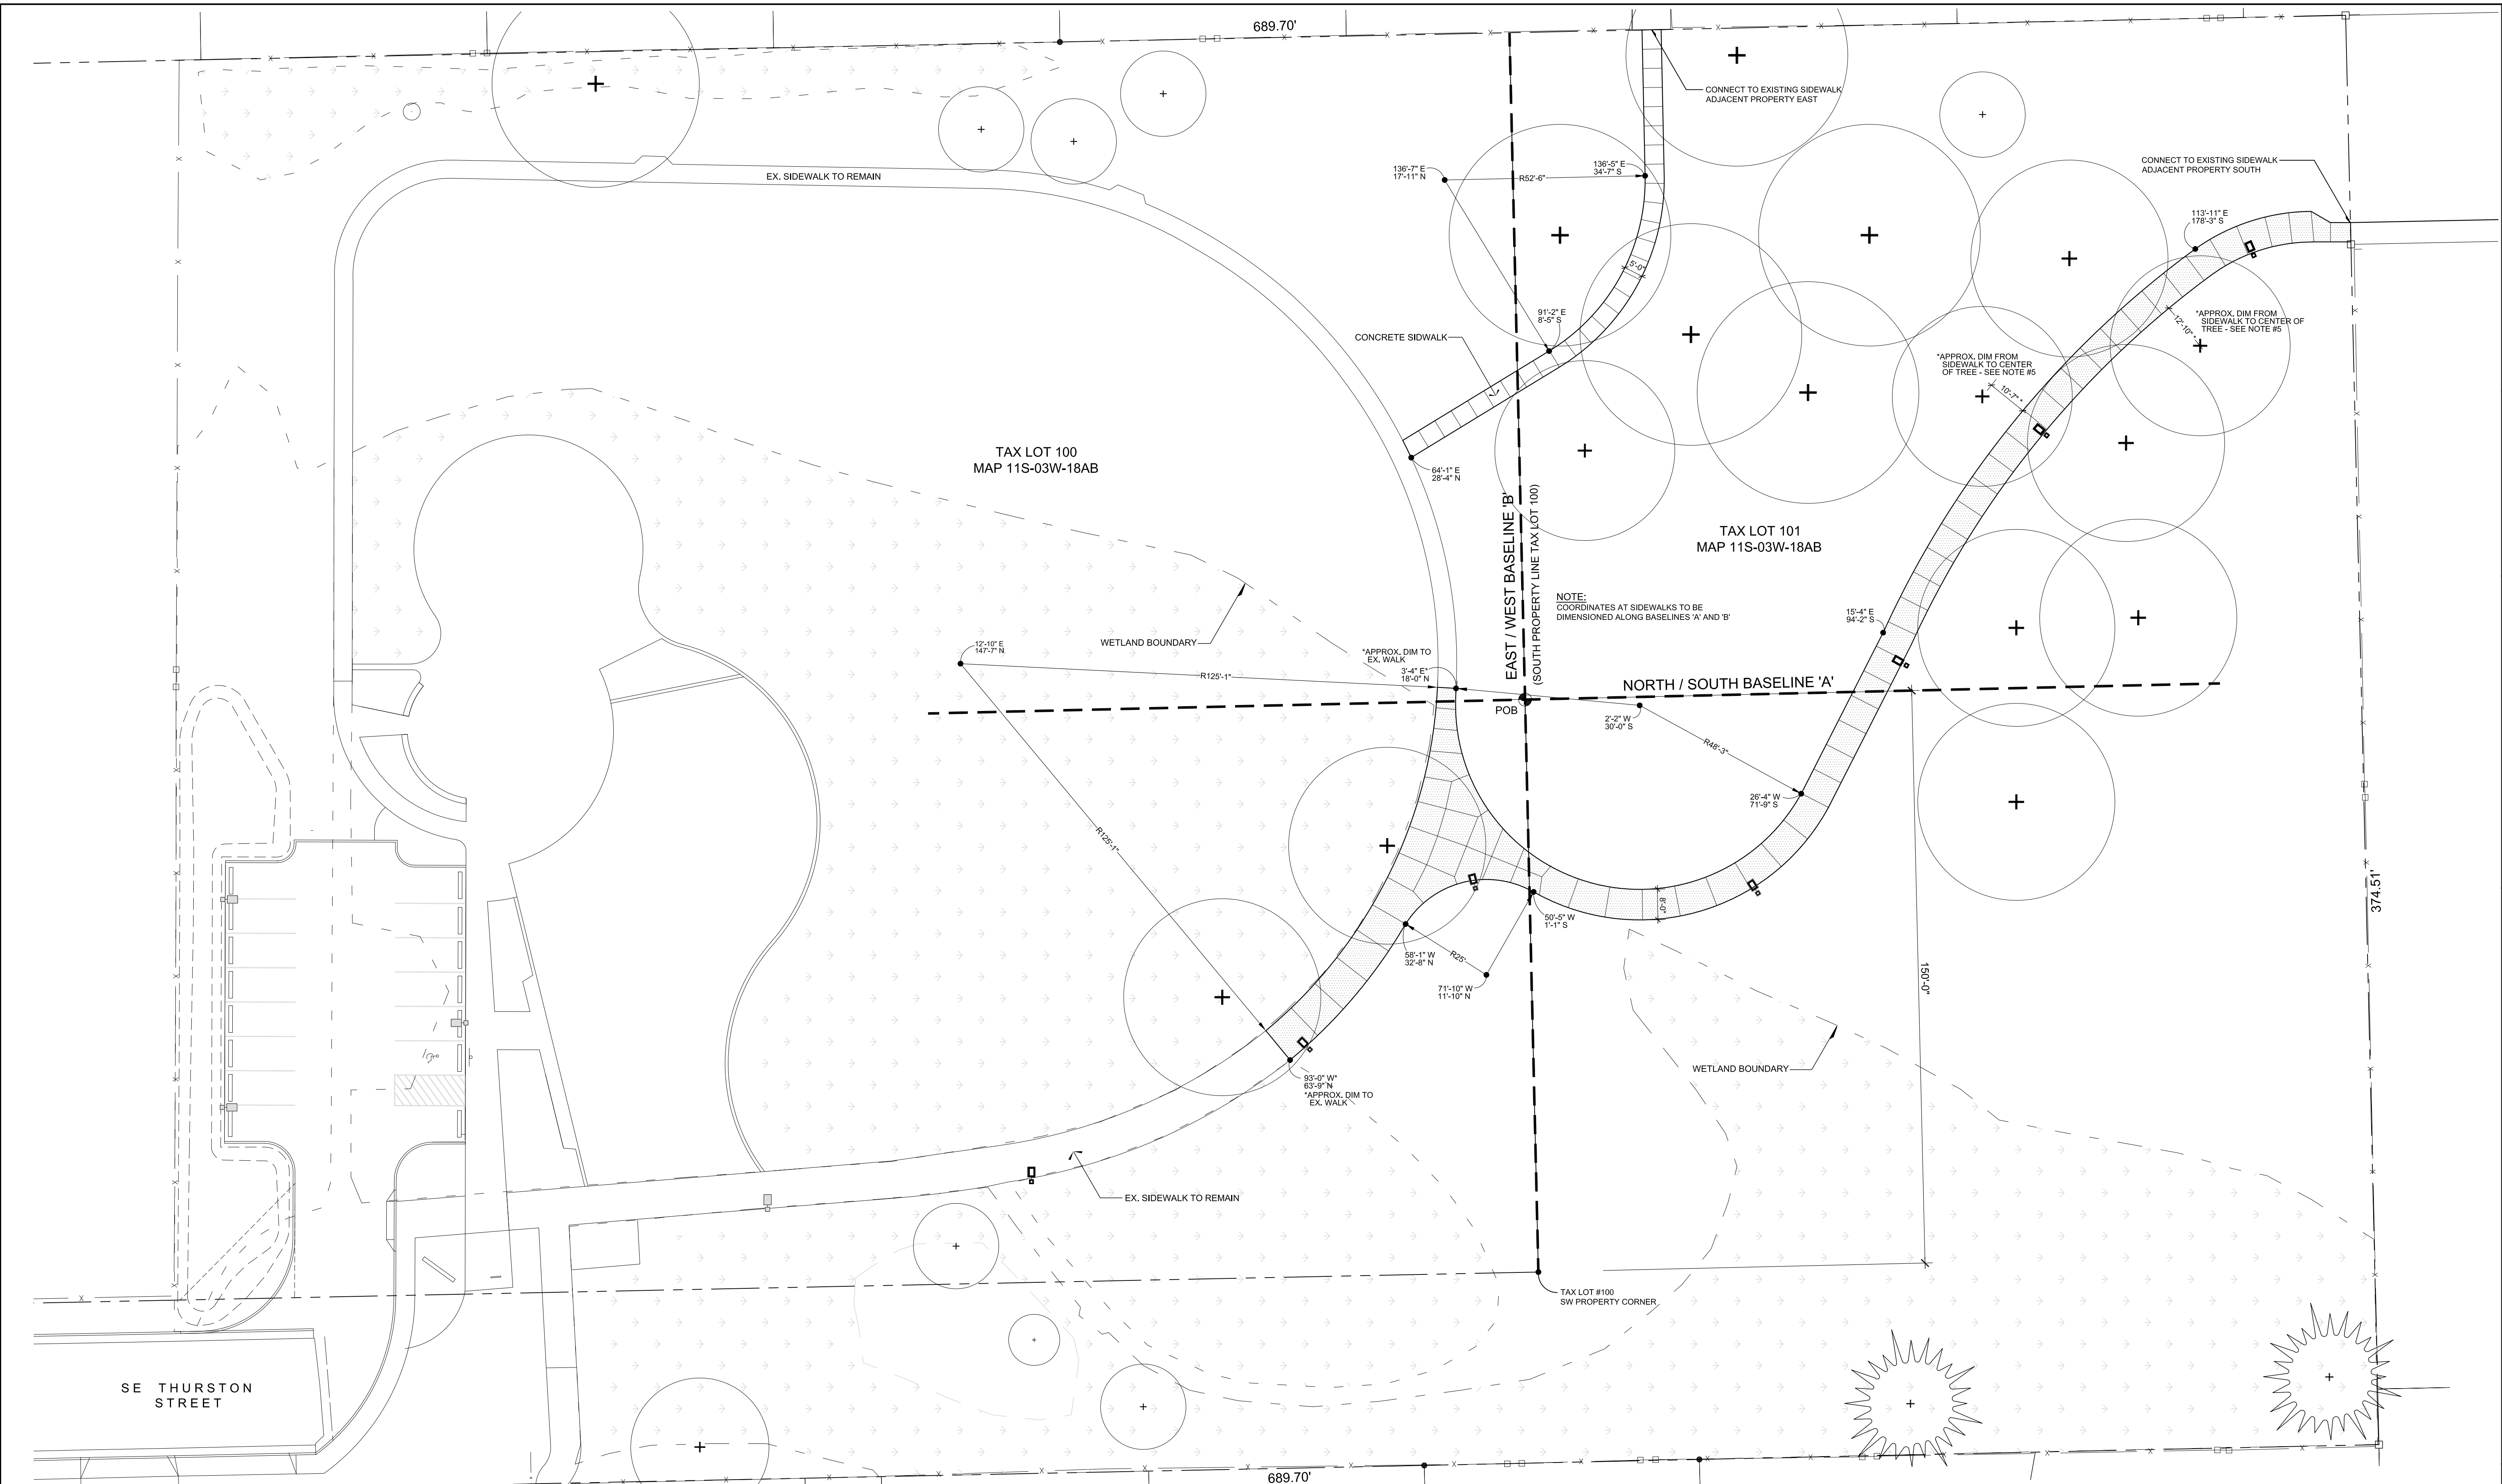 689.70'
CONNECT TO EXISTING SIDEWALK
ADJACENT PROPERTY EAST
EX. SIDEWALK TO REMAIN
136'-7" E
17'-11" N
R52'-6"
136'-5" E
34'-7" S
CONNECT TO EXISTING SIDEWALK
ADJACENT PROPERTY SOUTH
113'-11" E
178'-3" S
5'-0"
91'-2" E
8'-5" S
CONCRETE SIDWALK
12'-10" *
*APPROX. DIM FROM
SIDEWALK TO CENTER OF
TREE - SEE NOTE #5
*APPROX. DIM FROM
SIDEWALK TO CENTER
OF TREE - SEE NOTE #5
10'-7" *
TAX LOT 100
MAP 11S-03W-18AB
64'-1" E
28'-4" N
EAST / WEST BASELINE 'B'
(SOUTH PROPERTY LINE TAX LOT 100)
TAX LOT 101
MAP 11S-03W-18AB
NOTE:
COORDINATES AT SIDEWALKS TO BE
DIMENSIONED ALONG BASELINES 'A' AND 'B'
15'-4" E
94'-2" S
12'-10" E
147'-7" N
WETLAND BOUNDARY
*APPROX. DIM TO
EX. WALK
3'-4" E*
18'-0" N
R125'-1"
NORTH / SOUTH BASELINE 'A'
POB
2'-2" W
30'-0" S
R48'-3"
26'-4" W
71'-9" S
R125'-1"
374.51'
8'-0"
50'-5" W
1'-1" S
58'-1" W
32'-8" N
R25'
71'-10" W
11'-10" N
150'-0"
WETLAND BOUNDARY
93'-0" W*
63'-9" N
*APPROX. DIM TO
EX. WALK
EX. SIDEWALK TO REMAIN
TAX LOT #100
SW PROPERTY CORNER
SE THURSTON
STREET
689.70'